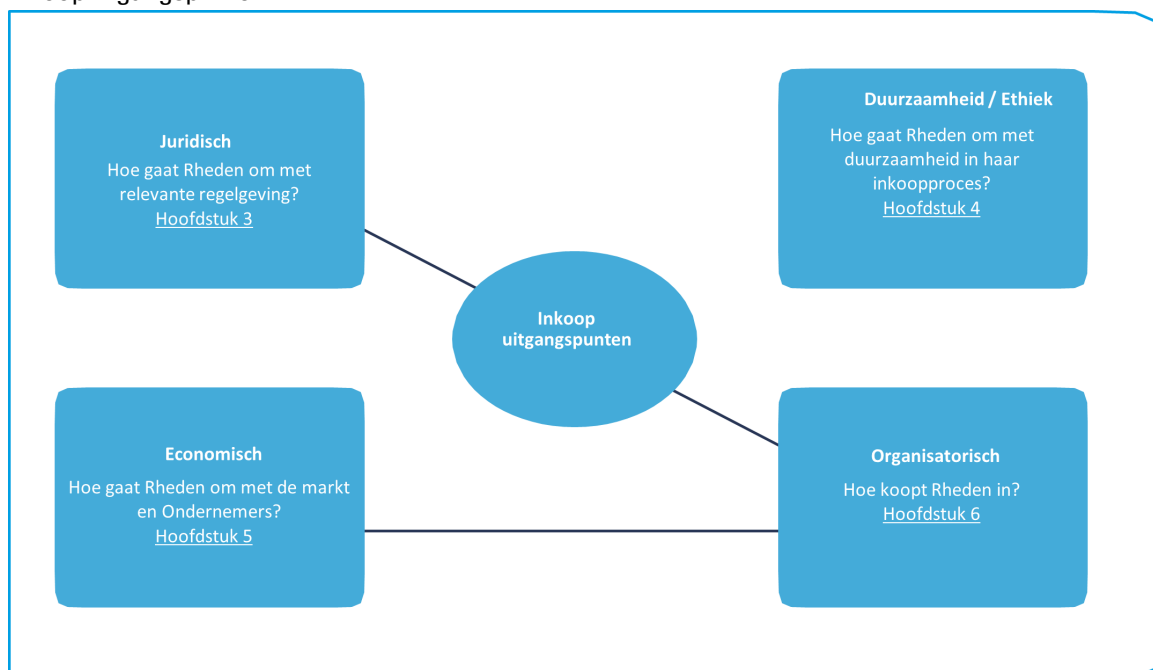 Juridisch
Hoe gaat Rheden om met
relevante regelgeving?
Hoofdstuk 3
Duurzaamheid / Ethiek
Hoe gaat Rheden om met
duurzaamheid in haar
inkoopproces?
Hoofdstuk 4
Inkoop
uitgangspunten
Economisch
Hoe gaat Rheden om met de markt
en Ondernemers?
Hoofdstuk 5
Organisatorisch
Hoe koopt Rheden in?
Hoofdstuk 6